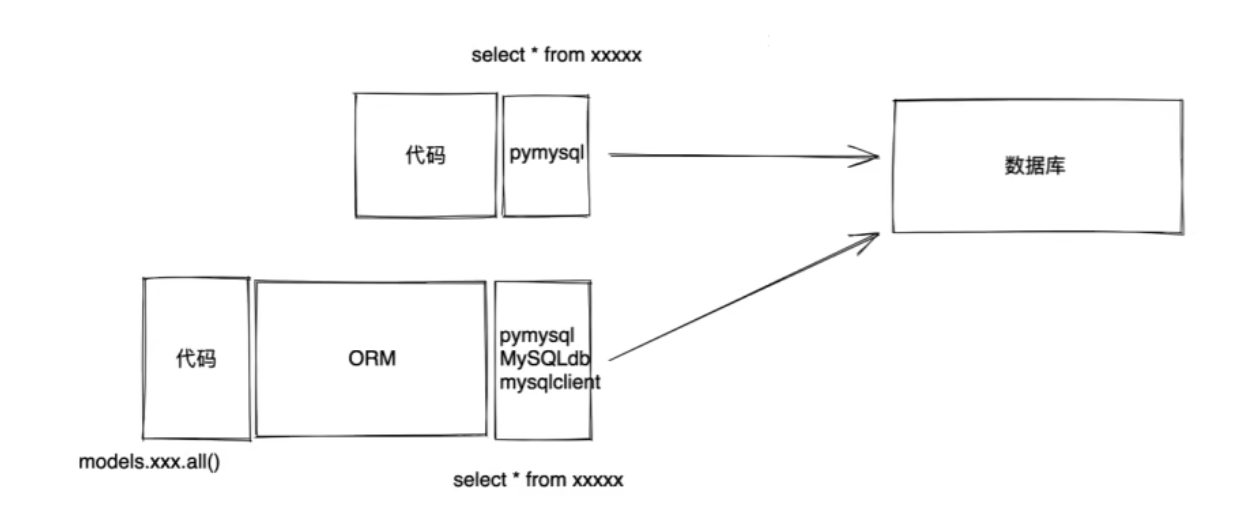 select * from xxxxx
代码
pymysql
数据库
代码
ORM
pymysql
MySQLdb
mysqlclient
models.xxx.all()
select * from xxxxx